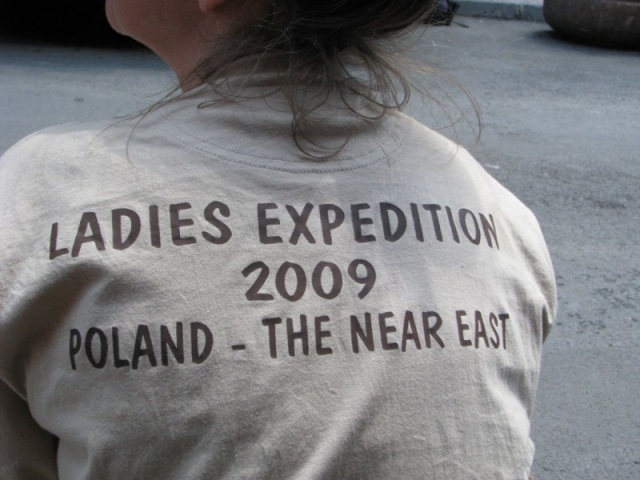 LADIES EXPEDITION
2009
POLAND - THE NEAR EAST